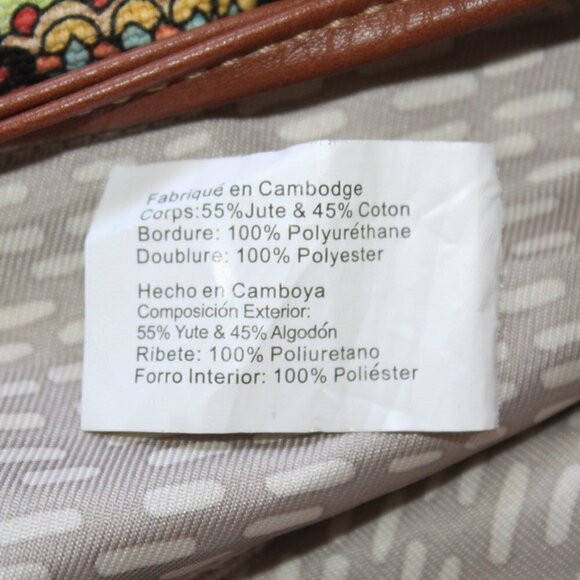 Fabriqué en Cambodge
Corps:55%Jute & 45% Coton
Bordure: 100% Polyuréthane
Doublure: 100% Polyester
Hecho en Camboya
Composición Exterior:
55% Yute & 45% Algodón
Ribete: 100% Poliuretano
Forro Interior: 100% Poliéster